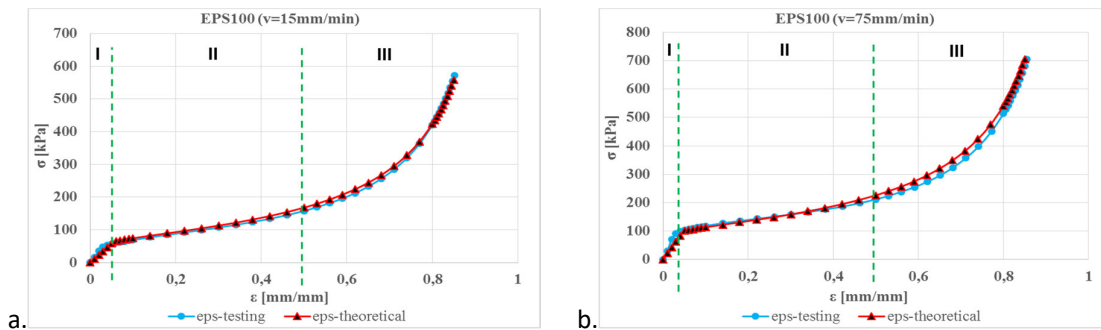 EPS100 (v=15mm/min)
700
600
500
400
300
200
100
0
σ [kPa]
I
II
III
0
0,2
0,4
0,6
0,8
1
ε [mm/mm]
eps-testing
eps-theoretical
a.
EPS100 (v=75mm/min)
800
700
600
500
400
300
200
100
0
σ [kPa]
I
II
III
0
0,2
0,4
0,6
0,8
1
ε [mm/mm]
eps-testing
eps-theoretical
b.